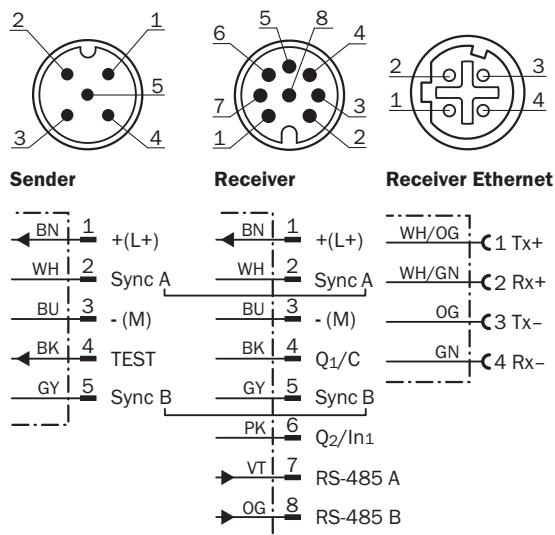 2 1
5
3 4
5 8
6 4
7 3
1 2
2 3
1 4
Sender
BN 1 +(L+)
WH 2 Sync A
BU 3 - (M)
BK 4 TEST
GY 5 Sync B
Receiver
BN 1 +(L+)
WH 2 Sync A
BU 3 - (M)
BK 4 Q1/C
GY 5 Sync B
PK 6 Q2/In1
VT 7 RS-485 A
OG 8 RS-485 B
Receiver Ethernet
WH/OG 1 Tx+
WH/GN 2 Rx+
OG 3 Tx–
GN 4 Rx–